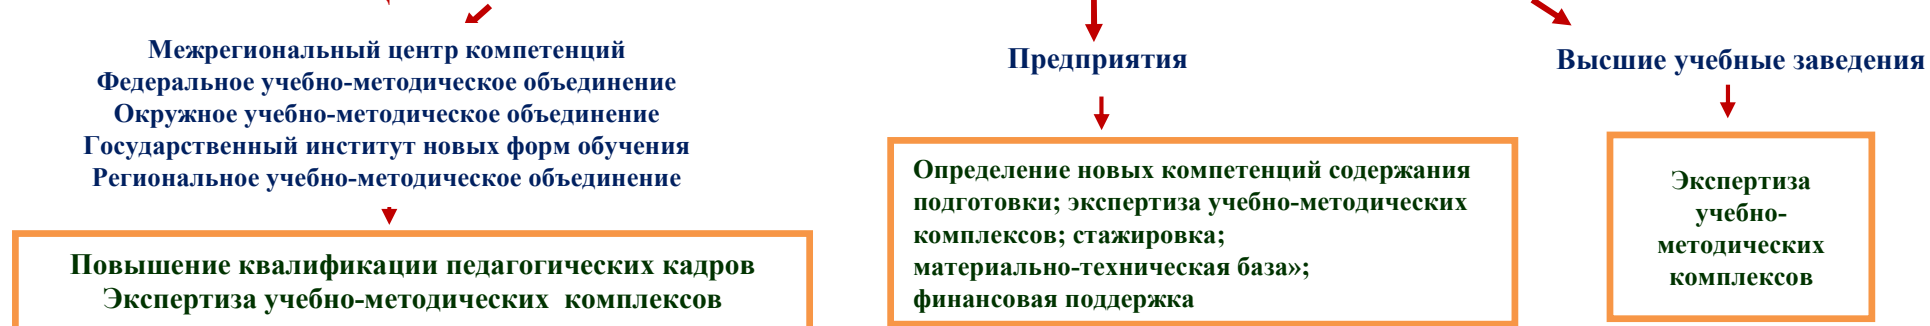 Межрегиональный центр компетенций
Федеральное учебно-методическое объединение
Окружное учебно-методическое объединение
Государственный институт новых форм обучения
Региональное учебно-методическое объединение
Повышение квалификации педагогических кадров
Экспертиза учебно-методических комплексов
Предприятия
Определение новых компетенций содержания
подготовки; экспертиза учебно-методических
комплексов; стажировка;
материально-техническая база»;
финансовая поддержка
Высшие учебные заведения
Экспертиза
учебно-
методических
комплексов